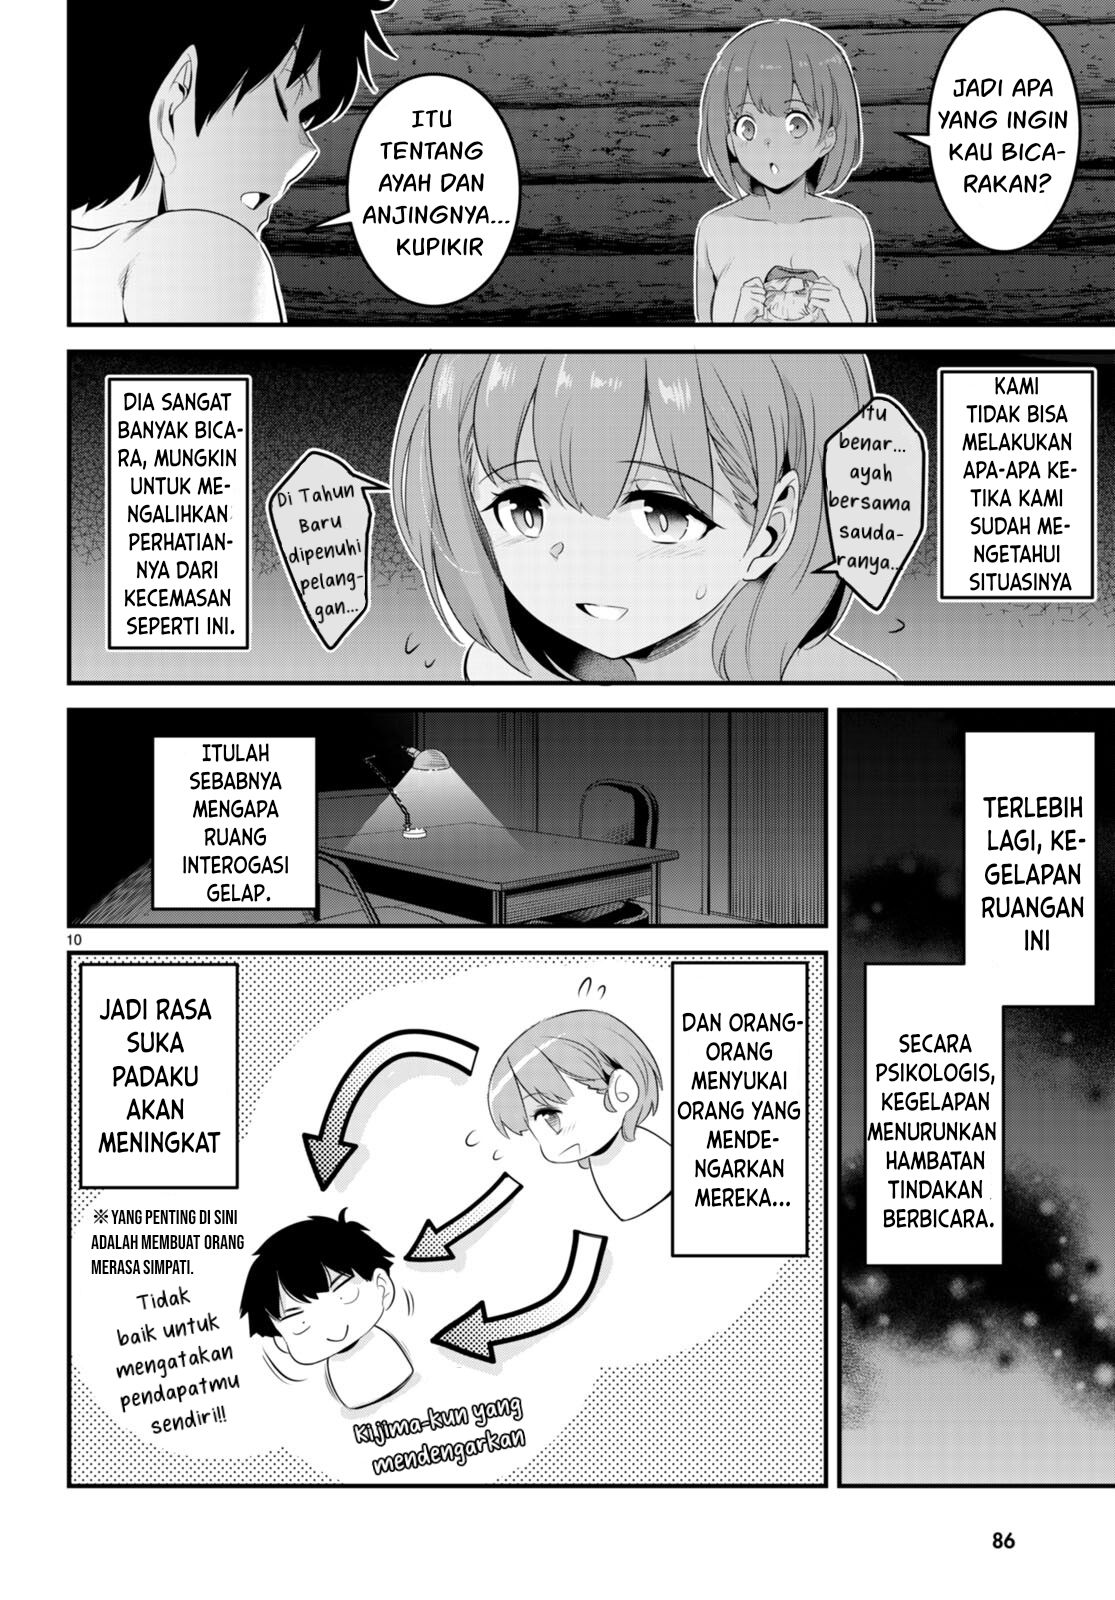 JADI APA
YANG INGIN
KAU BICA-
RAKAN?
ITU
TENTANG
AYAH DAN
ANJINGNYA...
KUPIKIR
KAMI
TIDAK BISA
MELAKUKAN
APA-APA KE-
TIKA KAMI
SUDAH ME-
NGETAHUI
SITUASINYA
Itu
benar...
ayah
bersama
sauda-
ranya...
Di Tahun
Baru
dipenuhi
pelang-
gan...
DIA SANGAT
BANYAK BICA-
RA, MUNGKIN
UNTUK ME-
NGALIHKAN
PERHATIAN-
NYA DARI
KECEMASAN
SEPERTI INI.
TERLEBIH
LAGI, KE-
GELAPAN
RUANGAN
INI
SECARA
PSIKOLOGIS,
KEGELAPAN
MENURUNKAN
HAMBATAN
TINDAKAN
BERBICARA.
ITULAH
SEBABNYA
MENGAPA
RUANG
INTEROGASI
GELAP.
10
DAN ORANG-
ORANG
MENYUKAI
ORANG YANG
MENDE-
NGARKAN
MEREKA...
JADI RASA
SUKA
PADAKU
AKAN
MENINGKAT
※YANG PENTING DI SINI
ADALAH MEMBUAT ORANG
MERASA SIMPATI.
Tidak
baik untuk
mengatakan
pendapatmu
sendiri!!
Kijima-kun yang
mendengarkan
86